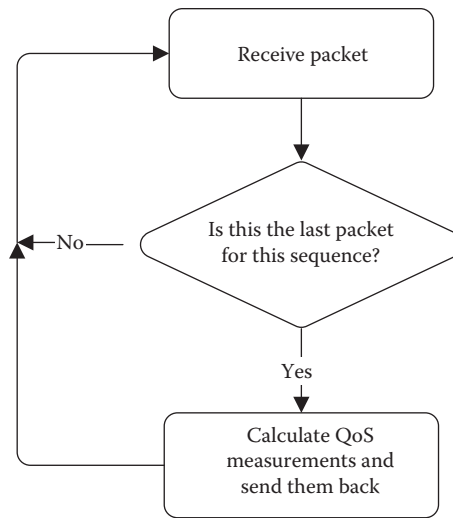 Receive packet
Is this the last packet
for this sequence?
No
Yes
Calculate QoS
measurements and
send them back